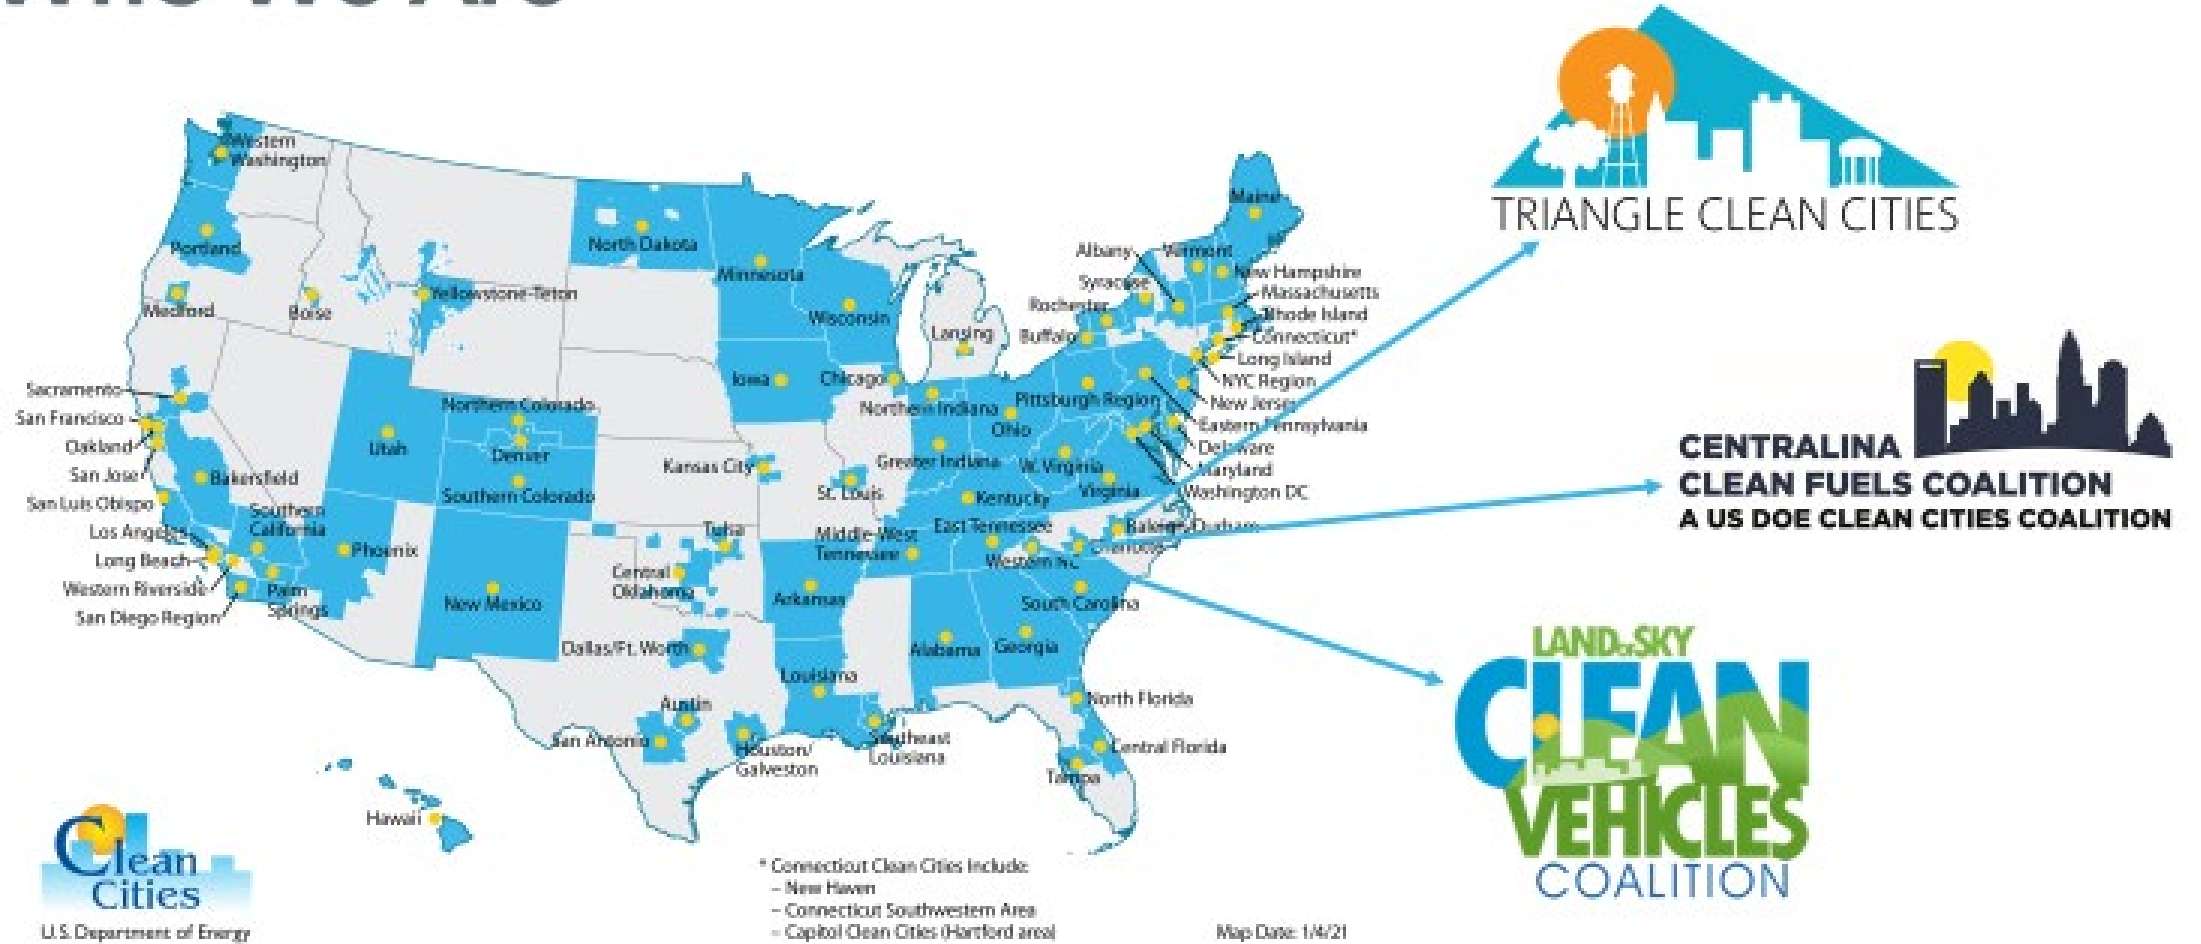 Western
Washington
Portland
Medford
Boise
Yellowstone-Teton
North Dakota
Minnesota
Wisconsin
Lansing
Iowa
Chicago
Northern Indiana
Ohio
Greater Indiana
Pittsburgh Region
W. Virginia
Virginia
Kentucky
East Tennessee
Middle-West
Tennessee
Western NC
Charlotte
Raleigh-Durham
South Carolina
Georgia
Alabama
Arkansas
Louisiana
Southeast
Louisiana
North Florida
Central Florida
Tampa
Maine
Albany
Vermont
New Hampshire
Syracuse
Massachusetts
Rochester
Rhode Island
Buffalo
Connecticut*
Long Island
NYC Region
New Jersey
Eastern Pennsylvania
Delaware
Maryland
Washington DC
Sacramento
San Francisco
Oakland
San Jose
San Luis Obispo
Los Angeles
Long Beach
Western Riverside
San Diego Region
Bakersfield
Southern
California
Palm
Springs
Phoenix
Utah
Northern Colorado
Denver
Southern Colorado
New Mexico
Kansas City
St. Louis
Tulsa
Central
Oklahoma
Dallas/Ft. Worth
Austin
San Antonio
Houston/
Galveston
Hawaii
Clean
Cities
U.S. Department of Energy
* Connecticut Clean Cities Include:
– New Haven
– Connecticut Southwestern Area
– Capitol Clean Cities (Hartford area)
Map Date: 1/4/21
TRIANGLE CLEAN CITIES
CENTRALINA
CLEAN FUELS COALITION
A US DOE CLEAN CITIES COALITION
LAND OF SKY
CLEAN
VEHICLES
COALITION